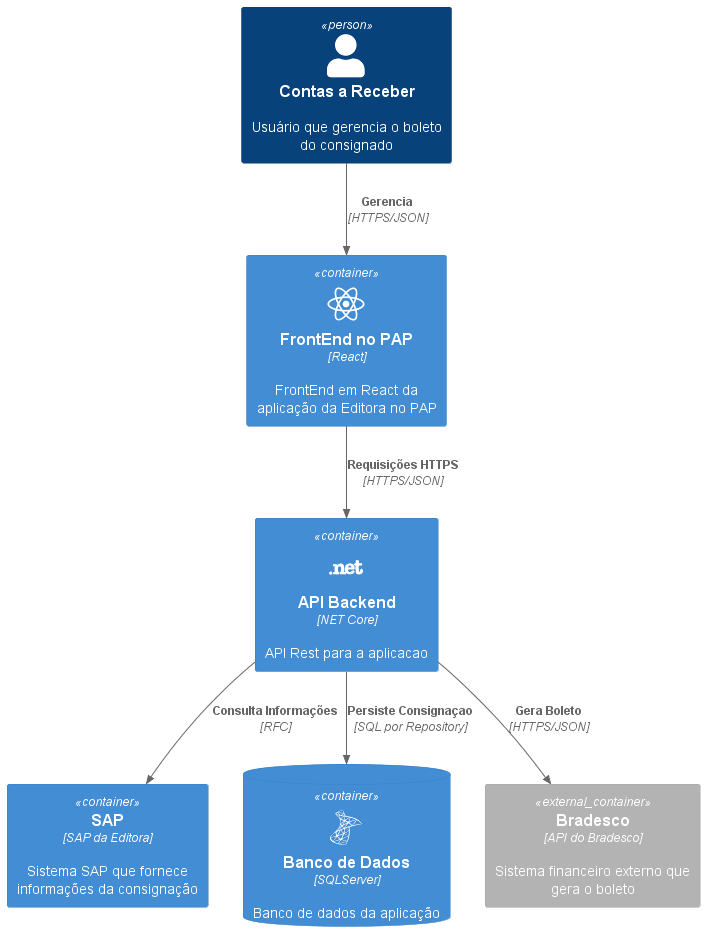 «person»
Contas a Receber
Usuário que gerencia o boleto
do consignado
Gerencia
[HTTPS/JSON]
«container»
FrontEnd no PAP
[React]
FrontEnd em React da
aplicação da Editora no PAP
Requisições HTTPS
[HTTPS/JSON]
«container»
.net
API Backend
[NET Core]
API Rest para a aplicacao
Consulta Informações
[RFC]
Persiste Consignaçao
[SQL por Repository]
Gera Boleto
[HTTPS/JSON]
«container»
SAP
[SAP da Editora]
Sistema SAP que fornece
informações da consignação
«container»
Banco de Dados
[SQLServer]
Banco de dados da aplicação
«external_container»
Bradesco
[API do Bradesco]
Sistema financeiro externo que
gera o boleto